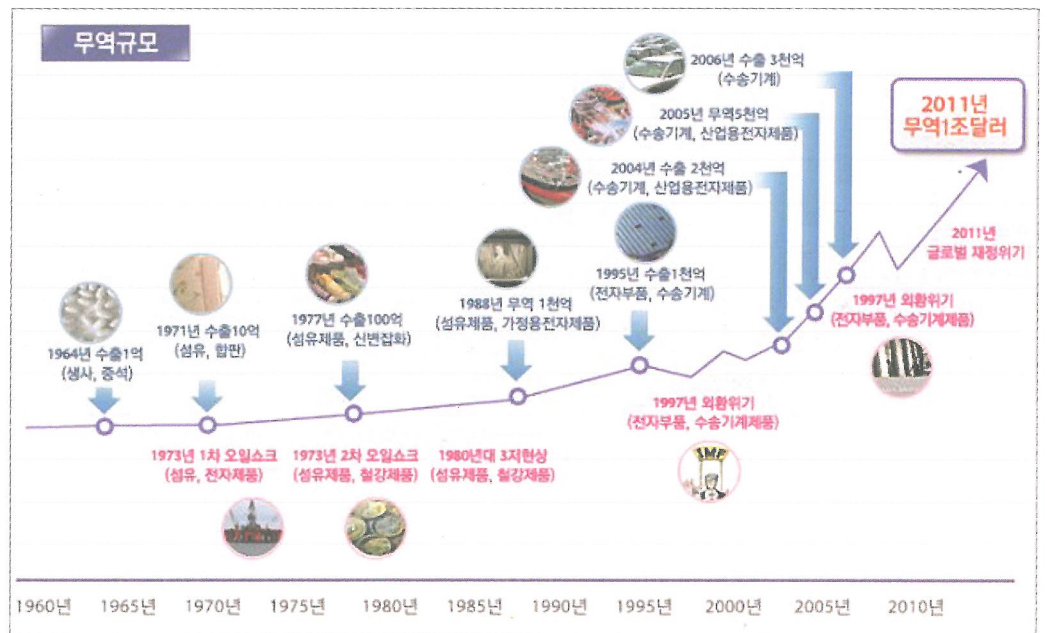 무역규모
2006년 수출 3천억
(수송기계)
2005년 무역5천억
(수송기계, 산업용전자제품)
2004년 수출 2천억
(수송기계, 산업용전자제품)
2011년
무역1조달러
1995년 수출1천억
(전자부품, 수송기계)
1988년 무역 1천억
(섬유제품, 가정용전자제품)
1977년 수출100억
(섬유제품, 신변잡화)
1971년 수출10억
(섬유, 합판)
1964년 수출1억
(생사, 중석)
2011년
글로벌 재정위기
1997년 외환위기
(전자부품, 수송기계제품)
1997년 외환위기
(전자부품, 수송기계제품)
IMF
1973년 1차 오일쇼크
(섬유, 전자제품)
1973년 2차 오일쇼크
(섬유제품, 철강제품)
1980년대 3저현상
(섬유제품, 철강제품)
1960년 1965년 1970년 1975년 1980년 1985년 1990년 1995년 2000년 2005년 2010년